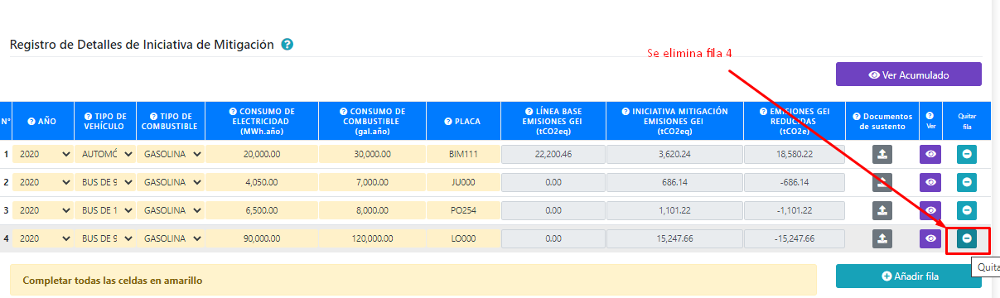 Registro de Detalles de Iniciativa de Mitigación ?
Se elimina fila 4
Ver Acumulado
N° ? AÑO ? TIPO DE VEHÍCULO ? TIPO DE COMBUSTIBLE ? CONSUMO DE ELECTRICIDAD (MWh.año) ? CONSUMO DE COMBUSTIBLE (gal.año) ? PLACA ? LÍNEA BASE EMISIONES GEI (tCO2eq) ? INICIATIVA MITIGACIÓN EMISIONES GEI (tCO2eq) ? EMISIONES GEI REDUCIDAS (tCO2e) ? Documentos de sustento ? Ver Quitar fila
1 2020 AUTOMÓ GASOLINA 20,000.00 30,000.00 BIM111 22,200.46 3,620.24 18,580.22
2 2020 BUS DE 9 GASOLINA 4,050.00 7,000.00 JU000 0.00 686.14 -686.14
3 2020 BUS DE 1 GASOLINA 6,500.00 8,000.00 PO254 0.00 1,101.22 -1,101.22
4 2020 BUS DE 9 GASOLINA 90,000.00 120,000.00 LO000 0.00 15,247.66 -15,247.66
Quita
Completar todas las celdas en amarillo
Añadir fila